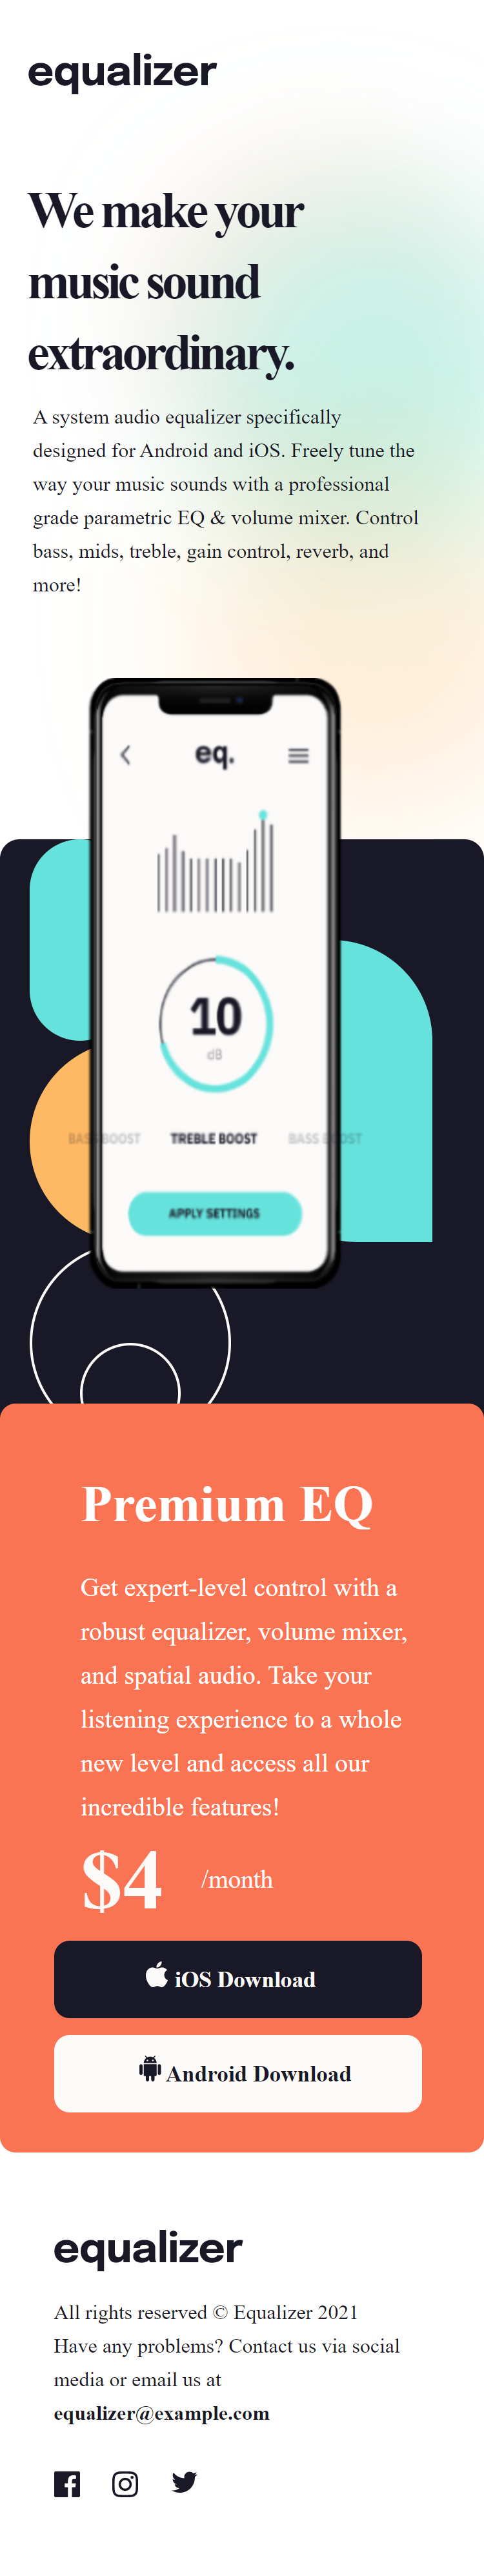 equalizer
We make your
music sound
extraordinary.
A system audio equalizer specifically
designed for Android and iOS. Freely tune the
way your music sounds with a professional
grade parametric EQ & volume mixer. Control
bass, mids, treble, gain control, reverb, and
more!
eq.
10
dB
BASS BOOST TREBLE BOOST BASS BOOST
APPLY SETTINGS
Premium EQ
Get expert-level control with a
robust equalizer, volume mixer,
and spatial audio. Take your
listening experience to a whole
new level and access all our
incredible features!
$4 /month
iOS Download
Android Download
equalizer
All rights reserved © Equalizer 2021
Have any problems? Contact us via social
media or email us at
equalizer@example.com